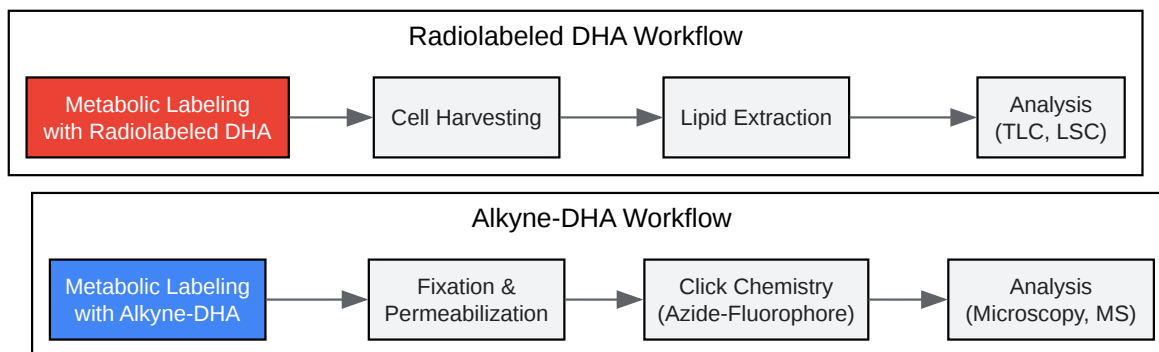 Radiolabeled DHA Workflow
Metabolic Labeling
with Radiolabeled DHA
Cell Harvesting
Lipid Extraction
Analysis
(TLC, LSC)
Alkyne-DHA Workflow
Metabolic Labeling
with Alkyne-DHA
Fixation &
Permeabilization
Click Chemistry
(Azide-Fluorophore)
Analysis
(Microscopy, MS)